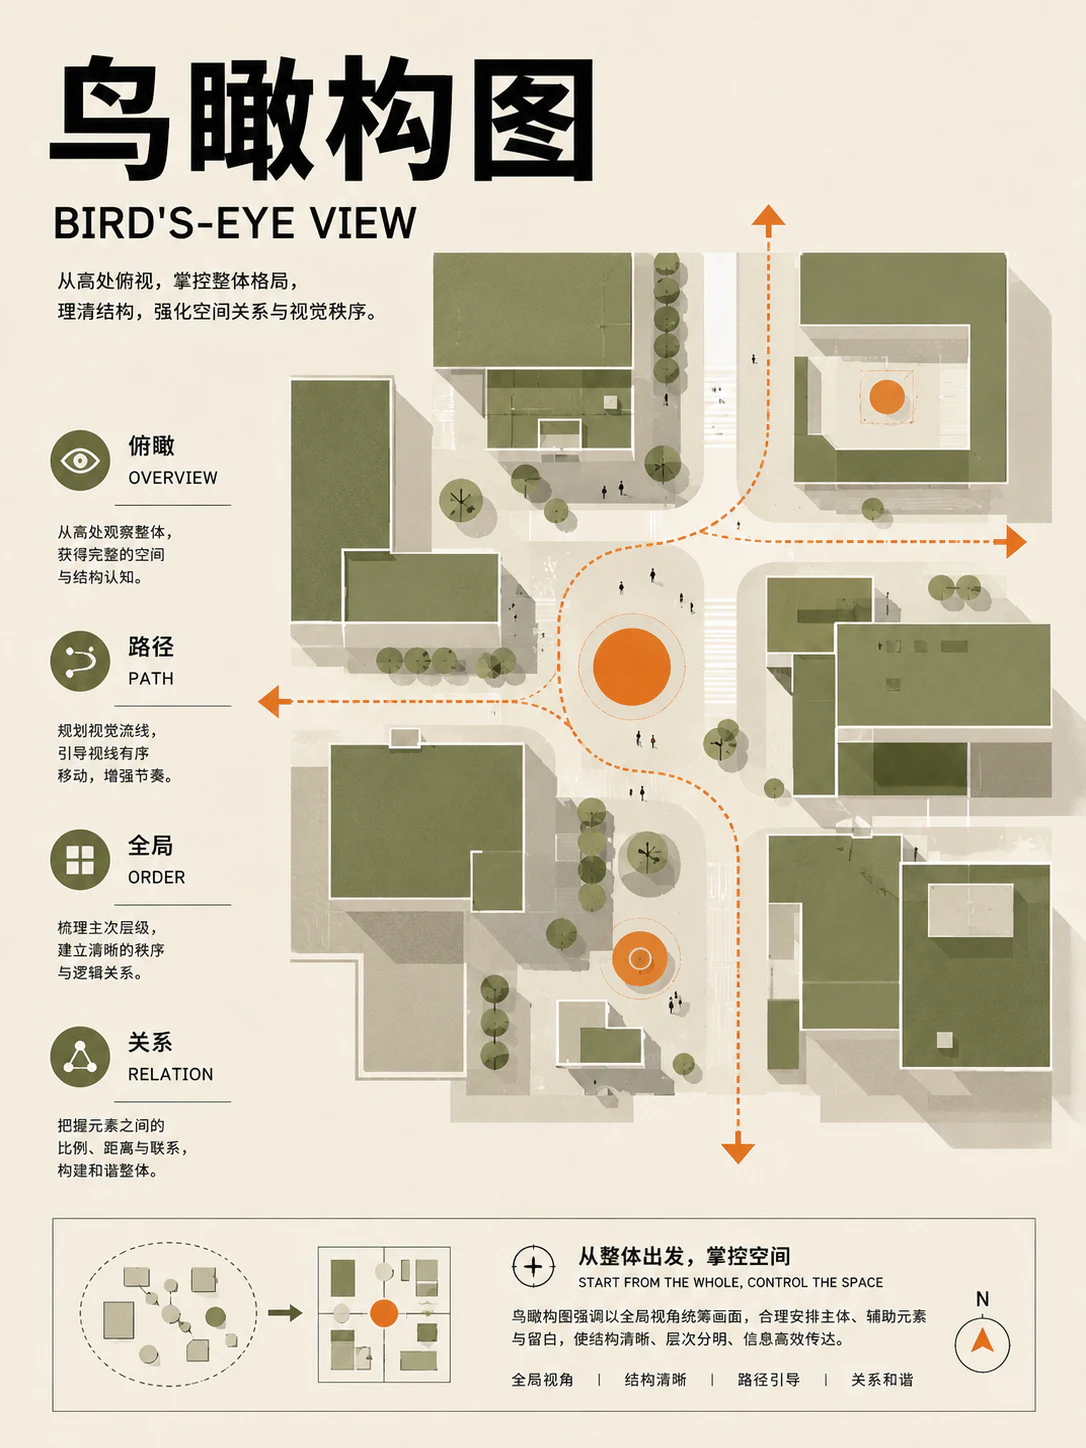 鸟瞰构图
BIRD'S-EYE VIEW
从高处俯视，掌控整体格局，
理清结构，强化空间关系与视觉秩序。
俯瞰
OVERVIEW
从高处观察整体，
获得完整的空间
与结构认知。
路径
PATH
规划视觉流线，
引导视线有序
移动，增强节奏。
全局
ORDER
梳理主次层级，
建立清晰的秩序
与逻辑关系。
关系
RELATION
把握元素之间的
比例、距离与联系，
构建和谐整体。
从整体出发，掌控空间
START FROM THE WHOLE, CONTROL THE SPACE
鸟瞰构图强调以全局视角统筹画面，合理安排主体、辅助元素
与留白，使结构清晰、层次分明、信息高效传达。
全局视角 | 结构清晰 | 路径引导 | 关系和谐
N